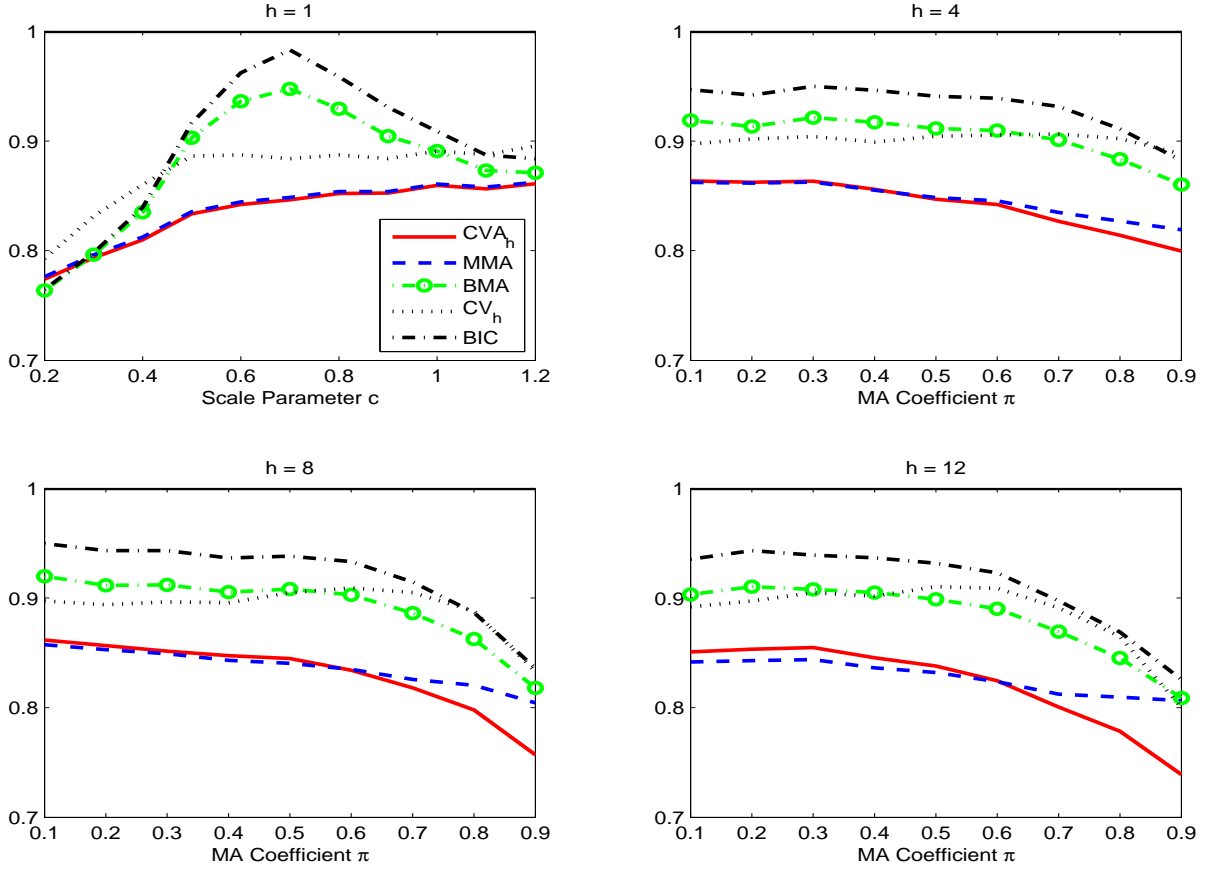 h = 1
1
0.9
0.8
0.7
0.2 0.4 0.6 0.8 1 1.2
Scale Parameter c
CVA_h
MMA
BMA
CV_h
BIC
h = 4
1
0.9
0.8
0.7
0.1 0.2 0.3 0.4 0.5 0.6 0.7 0.8 0.9
MA Coefficient π
h = 8
1
0.9
0.8
0.7
0.1 0.2 0.3 0.4 0.5 0.6 0.7 0.8 0.9
MA Coefficient π
h = 12
1
0.9
0.8
0.7
0.1 0.2 0.3 0.4 0.5 0.6 0.7 0.8 0.9
MA Coefficient π